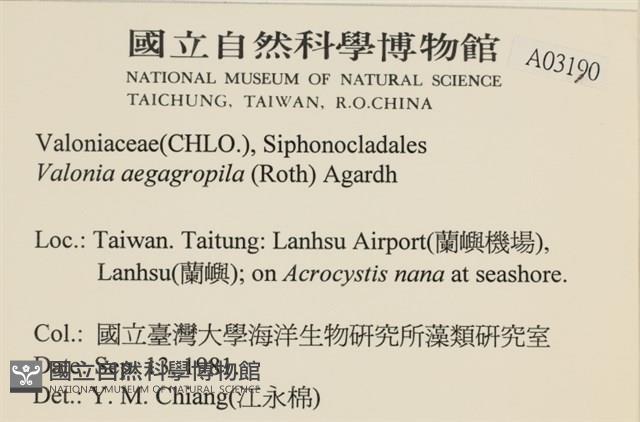 國立自然科學博物館
NATIONAL MUSEUM OF NATURAL SCIENCE
TAICHUNG, TAIWAN, R.O.CHINA
A03190
Valoniaceae(CHLO.), Siphonocladales
Valonia aegagropila (Roth) Agardh
Loc.: Taiwan. Taitung: Lanhsu Airport(蘭嶼機場),
Lanhsu(蘭嶼); on Acrocystis nana at seashore.
Col.: 國立臺灣大學海洋生物研究所藻類研究室
Date: Sep. 13, 1981
國立自然科學博物館
NATIONAL MUSEUM OF NATURAL SCIENCE
Det.: Y. M. Chiang(江永棉)